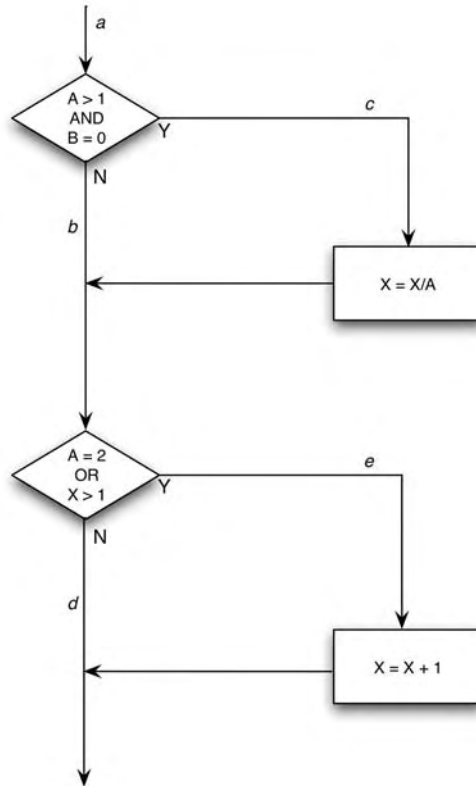 a
A > 1
AND
B = 0
Y
c
N
b
X = X/A
A = 2
OR
X > 1
Y
e
N
d
X = X + 1